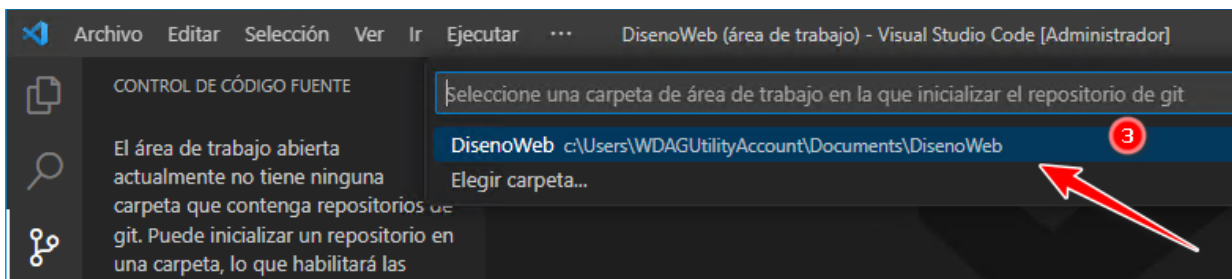 Archivo Editar Selección Ver Ir Ejecutar ··· DisenoWeb (área de trabajo) - Visual Studio Code [Administrador]
CONTROL DE CÓDIGO FUENTE
Seleccione una carpeta de área de trabajo en la que inicializar el repositorio de git
DisenoWeb c:\Users\WDAGUtilityAccount\Documents\DisenoWeb
3
Elegir carpeta...
El área de trabajo abierta
actualmente no tiene ninguna
carpeta que contenga repositorios de
git. Puede inicializar un repositorio en
una carpeta, lo que habilitará las